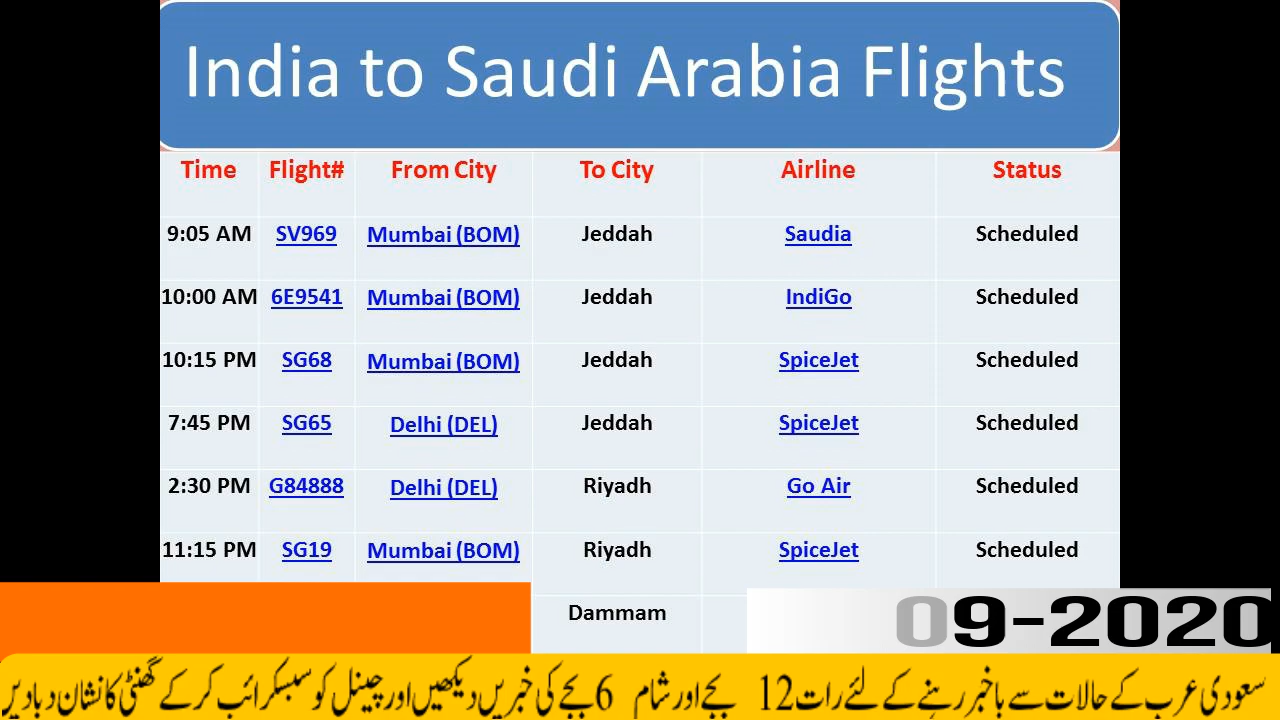 India to Saudi Arabia Flights
Time Flight# From City To City Airline Status
9:05 AM SV969 Mumbai (BOM) Jeddah Saudia Scheduled
10:00 AM 6E9541 Mumbai (BOM) Jeddah IndiGo Scheduled
10:15 PM SG68 Mumbai (BOM) Jeddah SpiceJet Scheduled
7:45 PM SG65 Delhi (DEL) Jeddah SpiceJet Scheduled
2:30 PM G84888 Delhi (DEL) Riyadh Go Air Scheduled
11:15 PM SG19 Mumbai (BOM) Riyadh SpiceJet Scheduled
Dammam
09-2020
سعودی عرب کے حالات سے باخبر رہنے کے لئے رات 12 بجے اور شام 6 بجے کی خبریں دیکھیں اور چینل کو سبسکرائب کر کے گھنٹی کا نشان دبا دیں